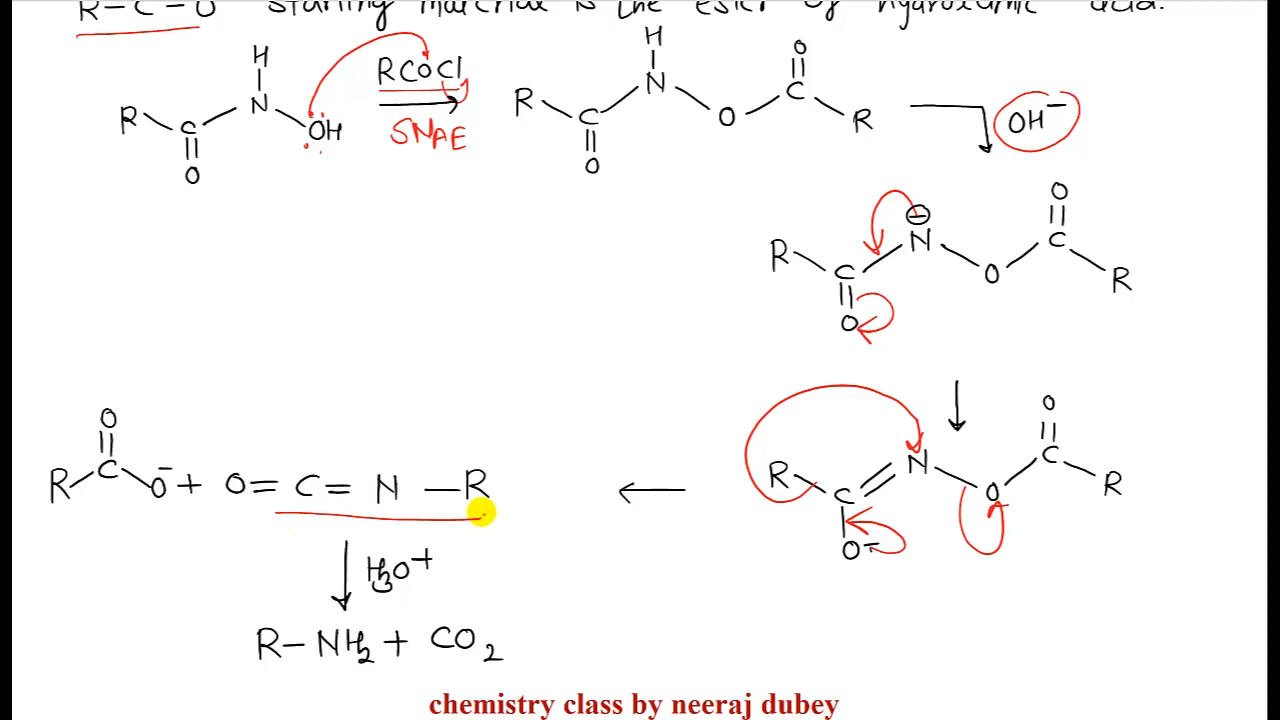 R-C-O starting material is the ester of hydroxamic acid.
H
R C N OH
O
RCOCl
SNAE
H
R C N O C R
O
O
OH⁻
⊖
R C N O C R
O
O
R C N O C R
O
O⁻
O
R C O⁻ + O=C=N-R
O
H₃O+
R-NH₂ + CO₂
chemistry class by neeraj dubey